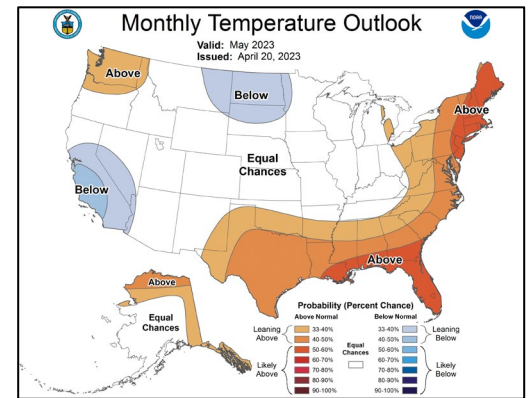 Monthly Temperature Outlook
Valid: May 2023
Issued: April 20, 2023
NOAA
Above
Below
Above
Equal
Chances
Below
Above
Above
Equal
Chances
Probability (Percent Chance)
Above Normal
Below Normal
Leaning
Above
33-40%
40-50%
50-60%
Likely
Above
60-70%
70-80%
80-90%
90-100%
Equal
Chances
33-40%
40-50%
50-60%
Leaning
Below
60-70%
70-80%
80-90%
90-100%
Likely
Below